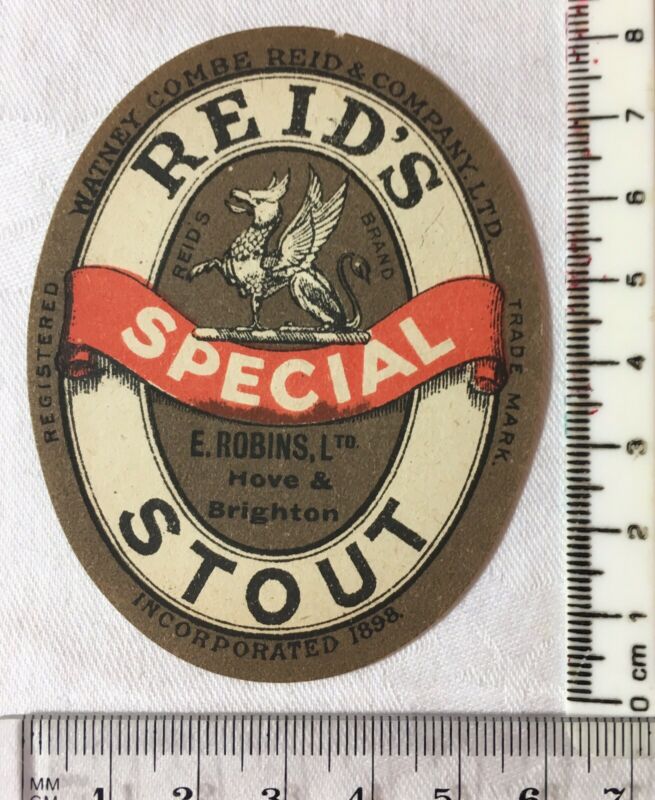 WATNEY COMBE REID & COMPANY, LTD.
REID'S
REID'S BRAND
REGISTERED TRADE MARK.
SPECIAL
E. ROBINS, LTD.
Hove &
Brighton
STOUT
INCORPORATED 1898.
8
7
6
5
4
3
2
1
0 cm
MM
CM 1 2 3 4 5 6 7